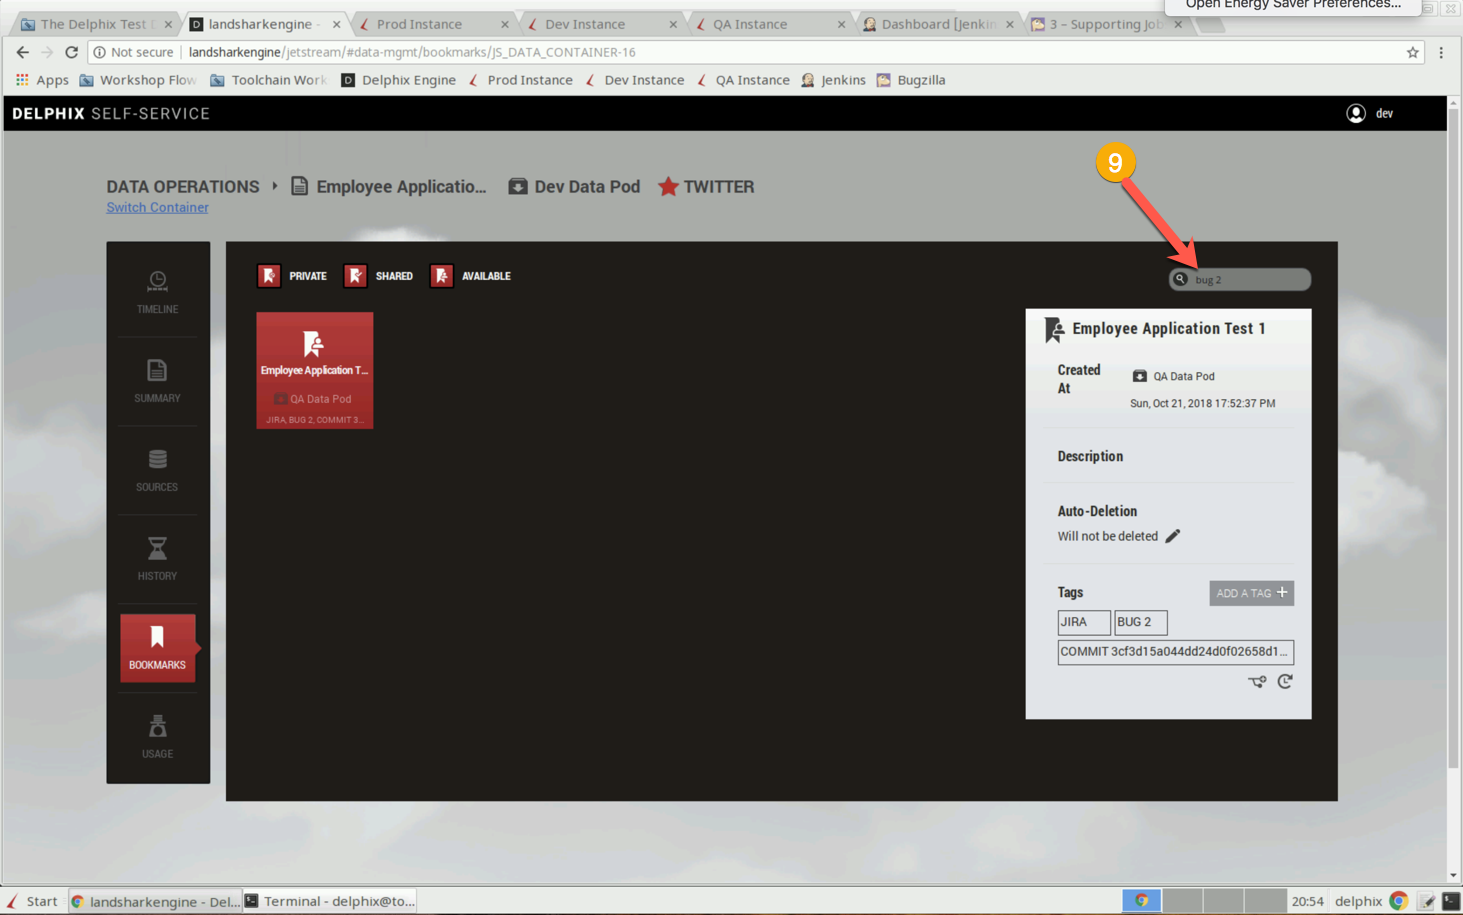 Open Energy Saver Preferences...
The Delphix Test D
landsharkengine -
Prod Instance
Dev Instance
QA Instance
Dashboard [Jenkin
3 – Supporting Job
Not secure | landsharkengine/jetstream/#data-mgmt/bookmarks/JS_DATA_CONTAINER-16
Apps
Workshop Flow
Toolchain Work
Delphix Engine
Prod Instance
Dev Instance
QA Instance
Jenkins
Bugzilla
DELPHIX SELF-SERVICE
dev
9
DATA OPERATIONS
Employee Applicatio...
Dev Data Pod
TWITTER
Switch Container
TIMELINE
SUMMARY
SOURCES
HISTORY
BOOKMARKS
USAGE
PRIVATE
SHARED
AVAILABLE
bug 2
Employee Application T...
QA Data Pod
JIRA, BUG 2, COMMIT 3...
Employee Application Test 1
Created
At
QA Data Pod
Sun, Oct 21, 2018 17:52:37 PM
Description
Auto-Deletion
Will not be deleted
Tags
ADD A TAG +
JIRA
BUG 2
COMMIT 3cf3d15a044dd24d0f02658d1...
Start
landsharkengine - Del...
Terminal - delphix@to...
20:54
delphix